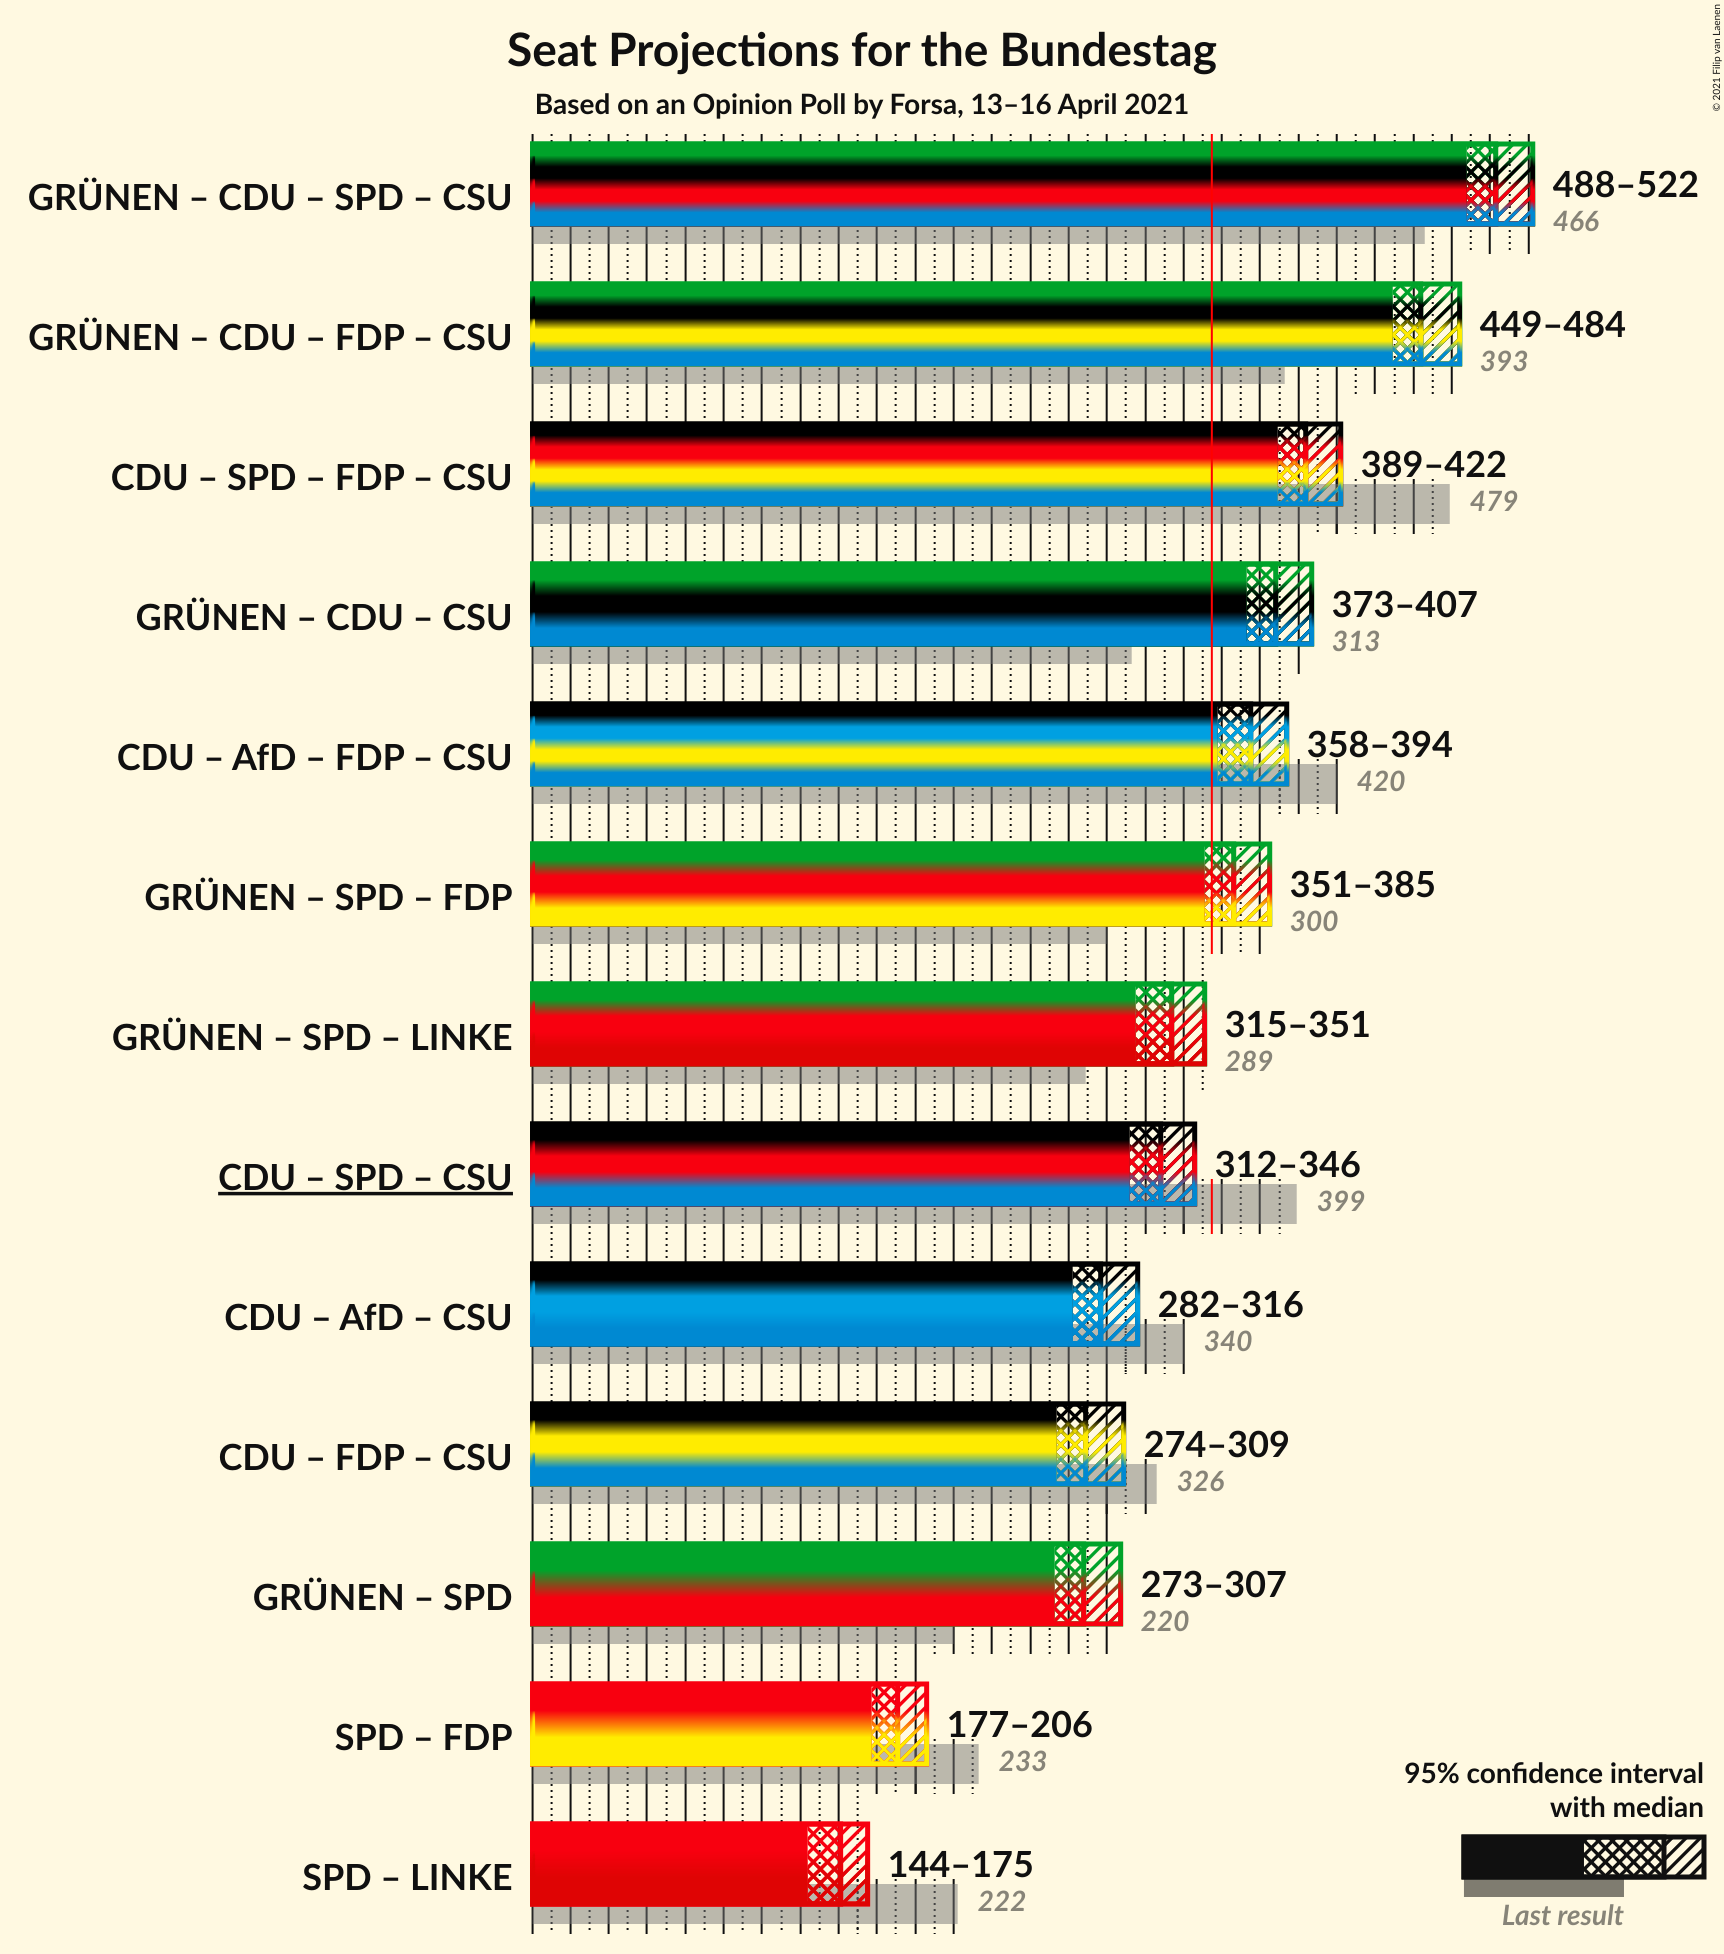 Seat Projections for the Bundestag
Based on an Opinion Poll by Forsa, 13–16 April 2021
© 2021 Filip van Laenen
GRÜNEN – CDU – SPD – CSU
488–522
466
GRÜNEN – CDU – FDP – CSU
449–484
393
CDU – SPD – FDP – CSU
389–422
479
GRÜNEN – CDU – CSU
373–407
313
CDU – AfD – FDP – CSU
358–394
420
GRÜNEN – SPD – FDP
351–385
300
GRÜNEN – SPD – LINKE
315–351
289
CDU – SPD – CSU
312–346
399
CDU – AfD – CSU
282–316
340
CDU – FDP – CSU
274–309
326
GRÜNEN – SPD
273–307
220
SPD – FDP
177–206
233
SPD – LINKE
144–175
222
95% confidence interval
with median
Last result